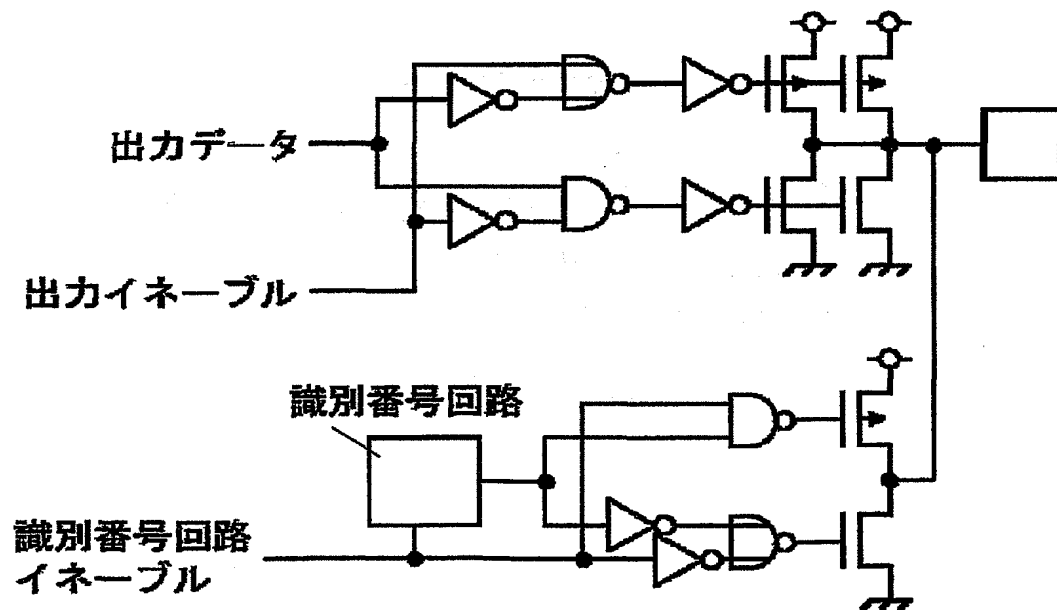 出力データ
出力イネーブル
識別番号回路
識別番号回路
イネーブル